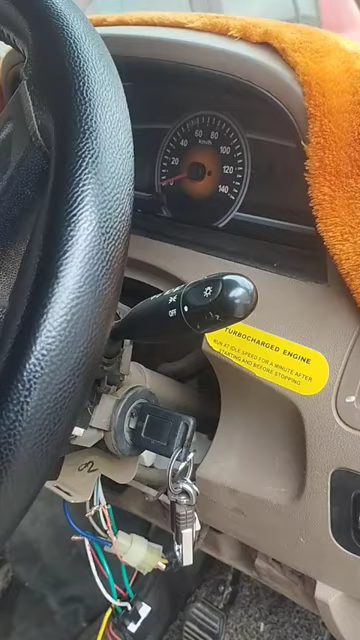 60 80
40 100
km/h
20 120
140
TURBOCHARGED ENGINE
RUN AT IDLE SPEED FOR A MINUTE AFTER
STARTING AND BEFORE STOPPING